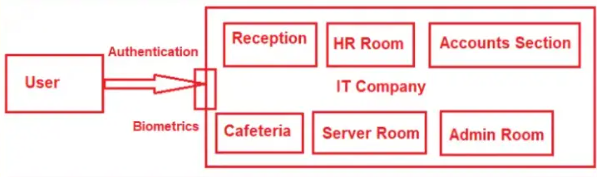 User
Authentication
Biometrics
Reception
HR Room
Accounts Section
IT Company
Cafeteria
Server Room
Admin Room